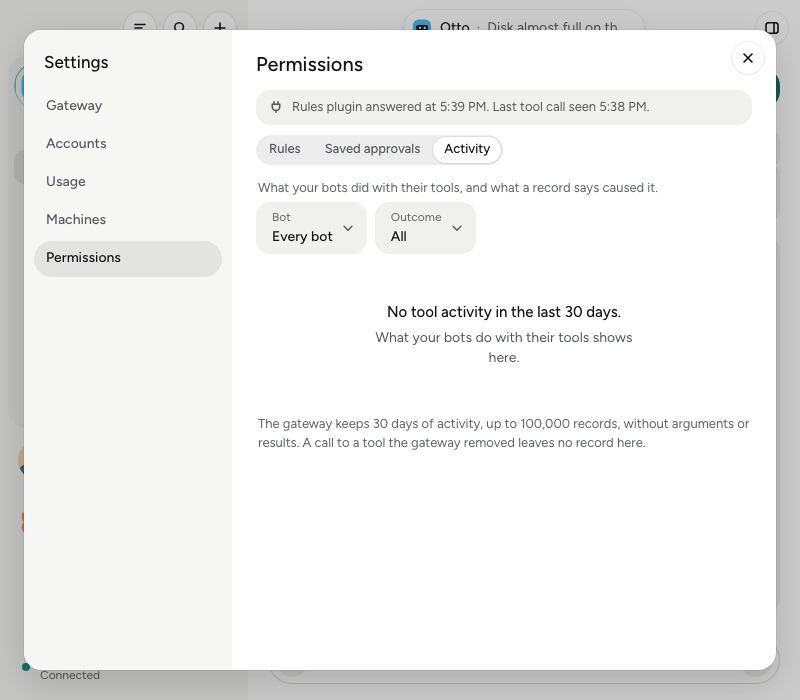 Otto · Disk almost full on th
Settings
Gateway
Accounts
Usage
Machines
Permissions
Permissions
Rules plugin answered at 5:39 PM. Last tool call seen 5:38 PM.
Rules Saved approvals Activity
What your bots did with their tools, and what a record says caused it.
Bot
Every bot
Outcome
All
No tool activity in the last 30 days.
What your bots do with their tools shows
here.
The gateway keeps 30 days of activity, up to 100,000 records, without arguments or
results. A call to a tool the gateway removed leaves no record here.
Connected